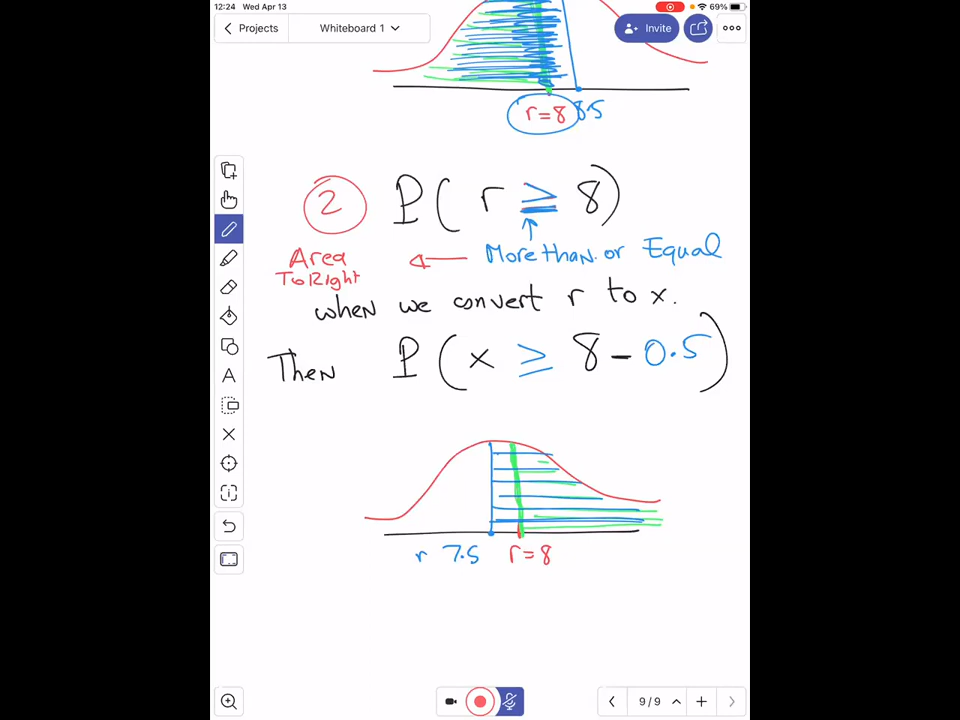 12:24 Wed Apr 13
69%
Projects
Whiteboard 1
Invite
r=8 8.5
2 P( r ≥ 8)
More than or Equal
Area
To Right
when we convert r to x.
Then P( x ≥ 8 - 0.5)
r 7.5 r=8
A
9/9